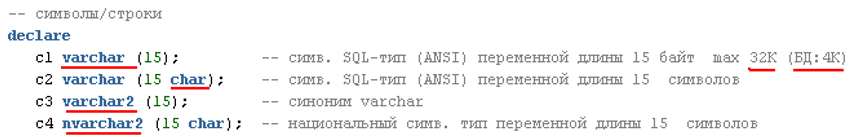 -- символы/строки
declare
c1 varchar (15); -- симв. SQL-тип (ANSI) переменной длины 15 байт max 32К (БД:4К)
c2 varchar (15 char); -- симв. SQL-тип (ANSI) переменной длины 15 символов
c3 varchar2 (15); -- синоним varchar
c4 nvarchar2 (15 char); -- национальный симв. тип переменной длины 15 символов